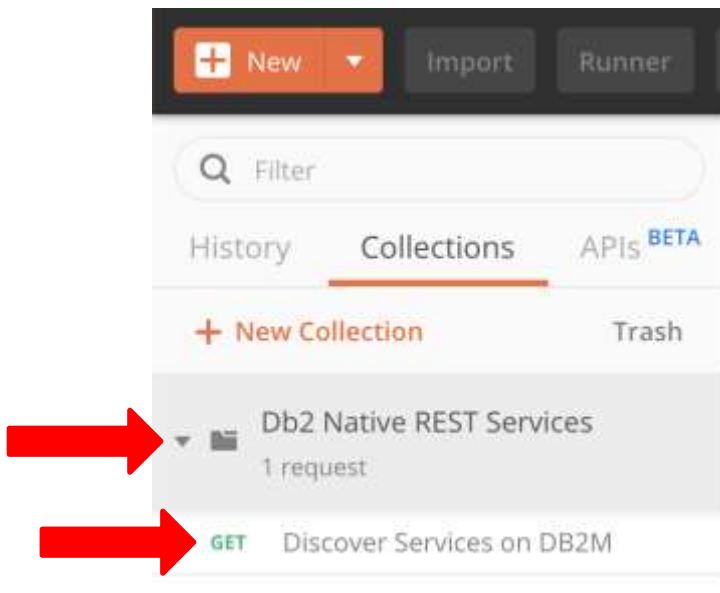 New Import Runner
Filter
History Collections APIs BETA
+ New Collection Trash
Db2 Native REST Services
1 request
GET Discover Services on DB2M